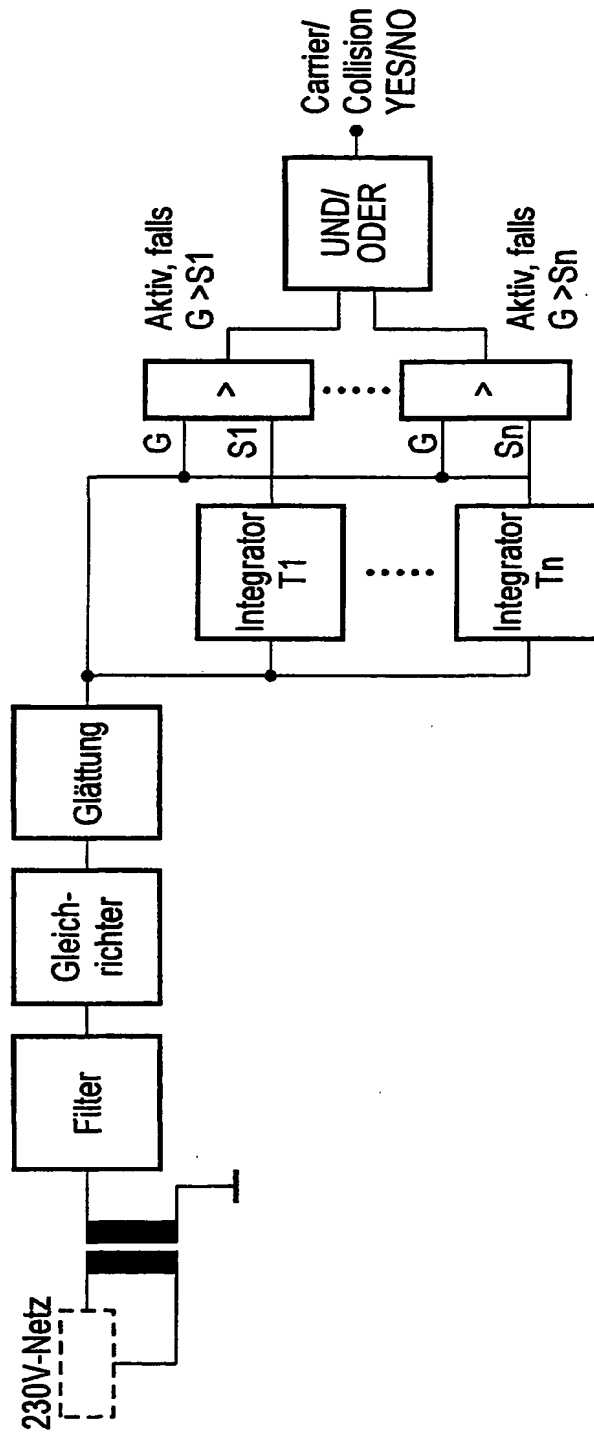 230V-Netz
Filter
Gleich-
richter
Glättung
Integrator
T1
Integrator
Tn
G
S1
G
Sn
>
>
Aktiv, falls
G >S1
Aktiv, falls
G >Sn
UND/
ODER
Carrier/
Collision
YES/NO